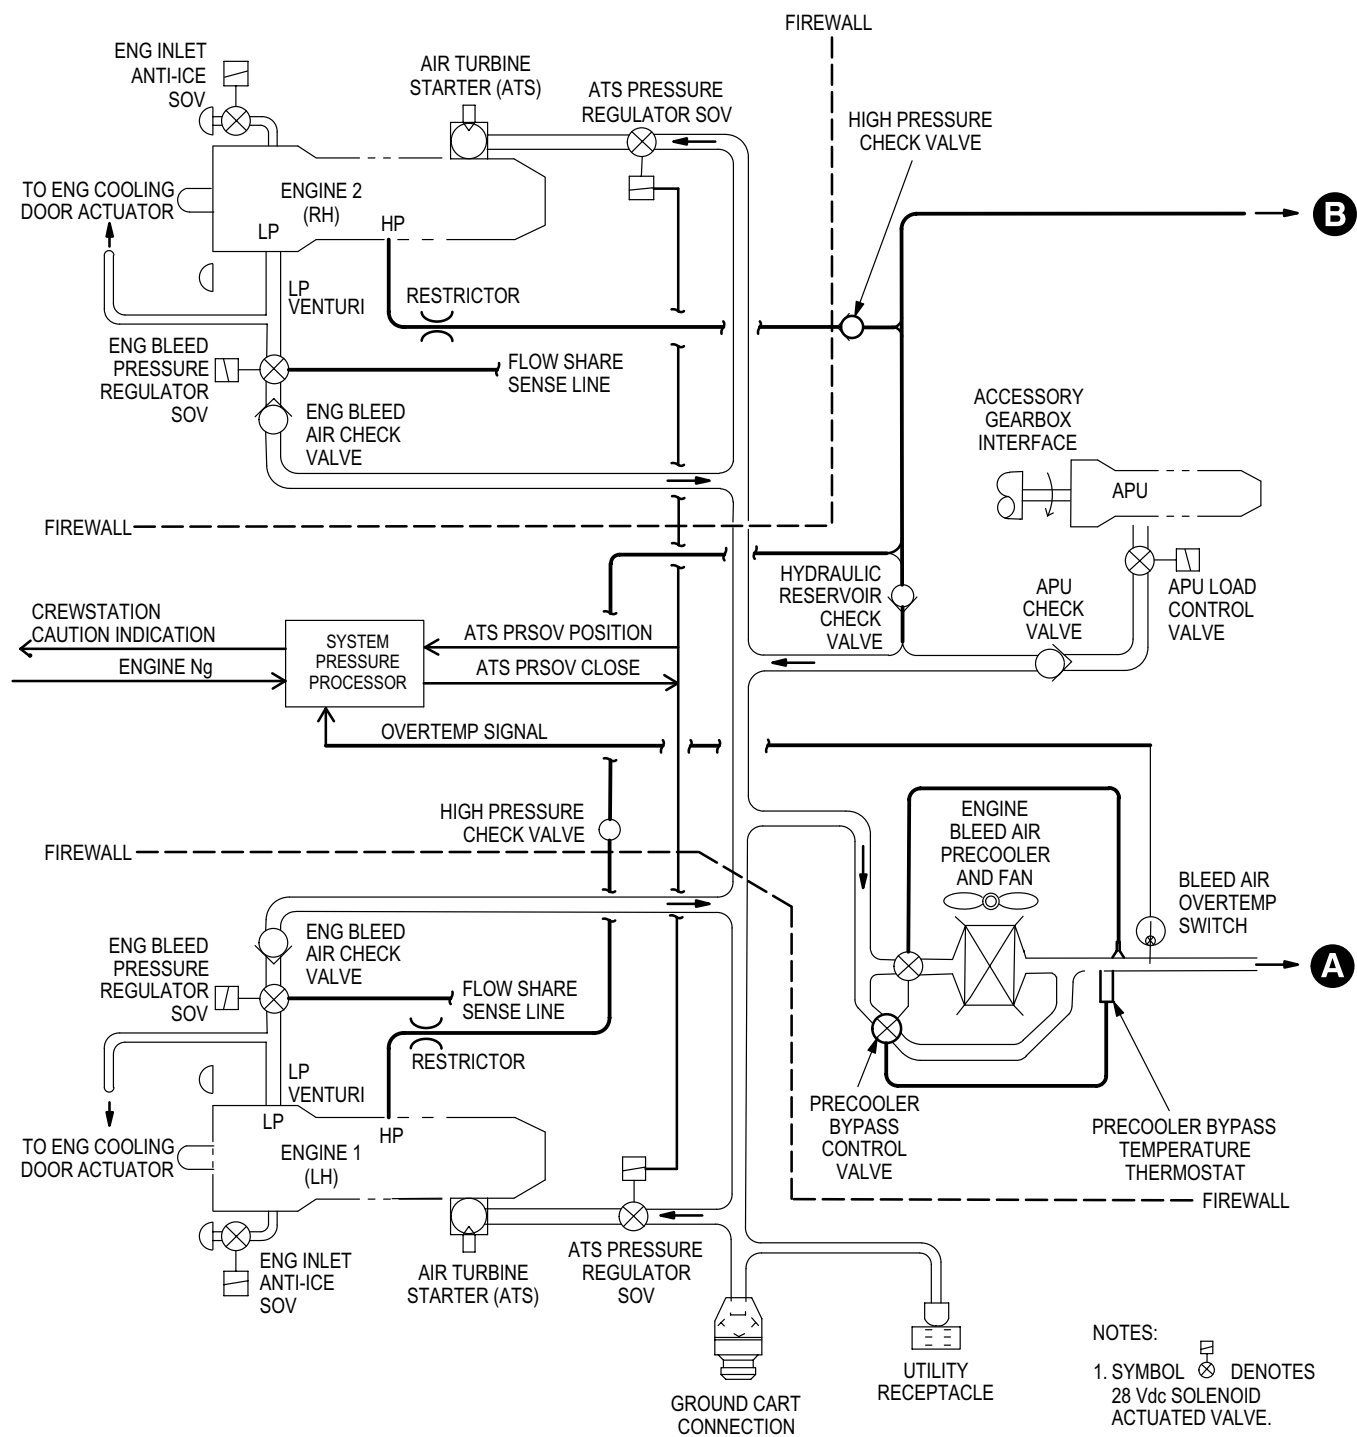 FIREWALL
ENG INLET
ANTI-ICE
SOV
AIR TURBINE
STARTER (ATS)
ATS PRESSURE
REGULATOR SOV
HIGH PRESSURE
CHECK VALVE
TO ENG COOLING
DOOR ACTUATOR
ENGINE 2
(RH)
LP
HP
B
LP
VENTURI
RESTRICTOR
ENG BLEED
PRESSURE
REGULATOR
SOV
FLOW SHARE
SENSE LINE
ENG BLEED
AIR CHECK
VALVE
ACCESSORY
GEARBOX
INTERFACE
APU
FIREWALL
HYDRAULIC
RESERVOIR
CHECK
VALVE
APU
CHECK
VALVE
APU LOAD
CONTROL
VALVE
CREWSTATION
CAUTION INDICATION
ENGINE Ng
SYSTEM
PRESSURE
PROCESSOR
ATS PRSOV POSITION
ATS PRSOV CLOSE
OVERTEMP SIGNAL
HIGH PRESSURE
CHECK VALVE
FIREWALL
ENGINE
BLEED AIR
PRECOOLER
AND FAN
BLEED AIR
OVERTEMP
SWITCH
A
ENG BLEED
PRESSURE
REGULATOR
SOV
ENG BLEED
AIR CHECK
VALVE
FLOW SHARE
SENSE LINE
RESTRICTOR
LP
VENTURI
LP
HP
TO ENG COOLING
DOOR ACTUATOR
ENGINE 1
(LH)
PRECOOLER
BYPASS
CONTROL
VALVE
PRECOOLER BYPASS
TEMPERATURE
THERMOSTAT
FIREWALL
ENG INLET
ANTI-ICE
SOV
AIR TURBINE
STARTER (ATS)
ATS PRESSURE
REGULATOR
SOV
GROUND CART
CONNECTION
UTILITY
RECEPTACLE
NOTES:
1. SYMBOL DENOTES
28 Vdc SOLENOID
ACTUATED VALVE.